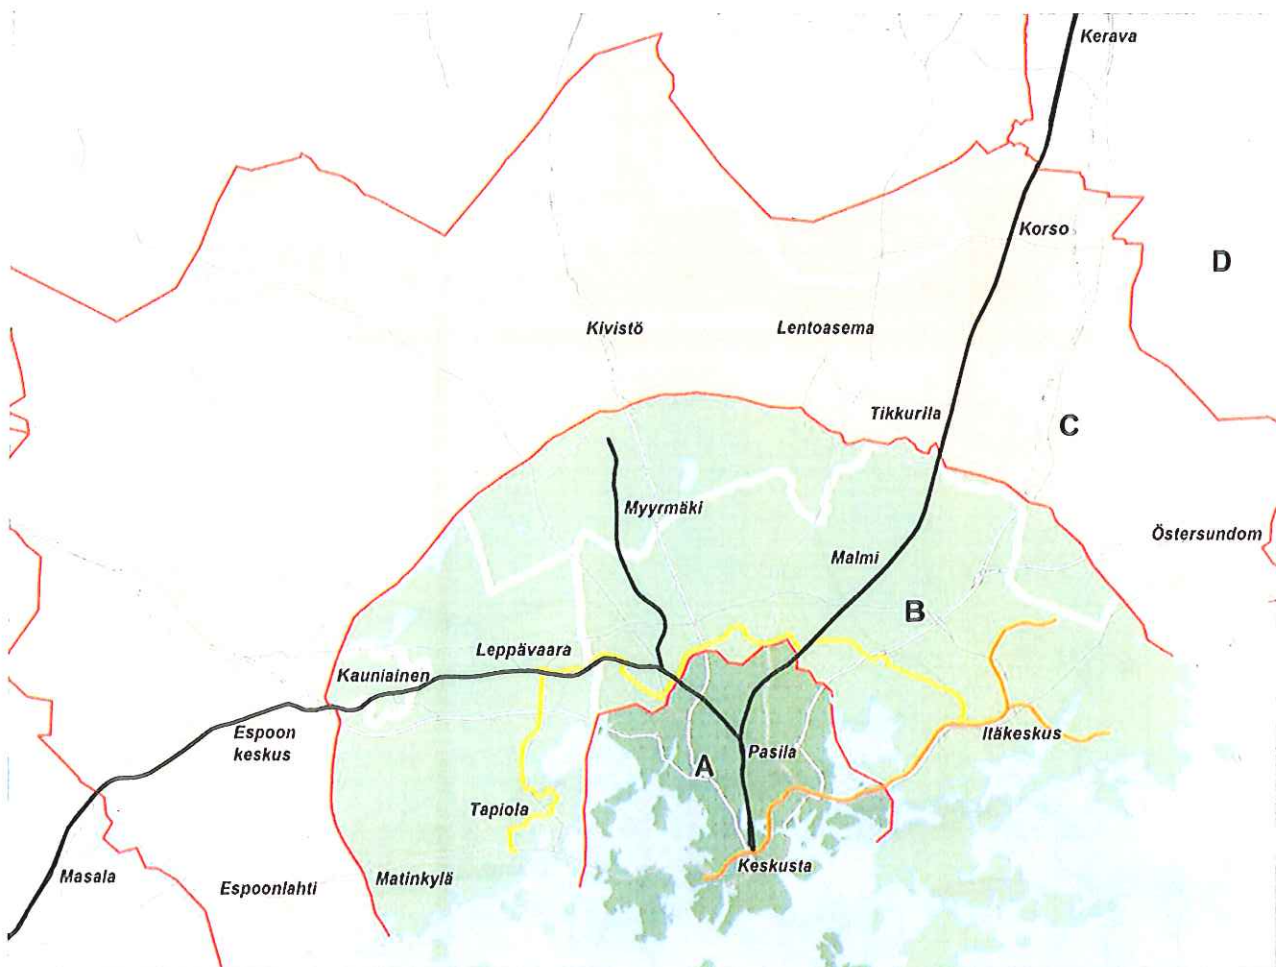 Kerava
Korso
D
Kivistö
Lentoasema
Tikkurila
C
Myyrmäki
Östersundom
Malmi
B
Leppävaara
Kauniainen
Espoon
keskus
Itäkeskus
Pasila
A
Tapiola
Keskusta
Masala
Espoonlahti
Matinkylä